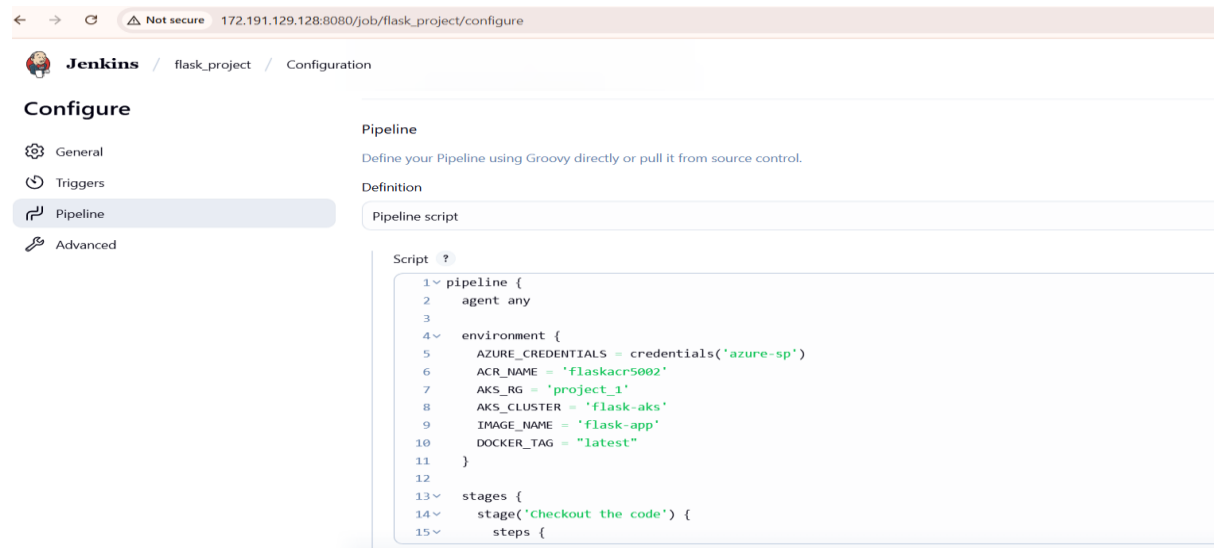 Not secure 172.191.129.128:8080/job/flask_project/configure
Jenkins / flask_project / Configuration
Configure
General
Triggers
Pipeline
Advanced
Pipeline
Define your Pipeline using Groovy directly or pull it from source control.
Definition
Pipeline script
Script ?
1 pipeline {
2 agent any
3
4 environment {
5 AZURE_CREDENTIALS = credentials('azure-sp')
6 ACR_NAME = 'flaskacr5002'
7 AKS_RG = 'project_1'
8 AKS_CLUSTER = 'flask-aks'
9 IMAGE_NAME = 'flask-app'
10 DOCKER_TAG = "latest"
11 }
12
13 stages {
14 stage('Checkout the code') {
15 steps {